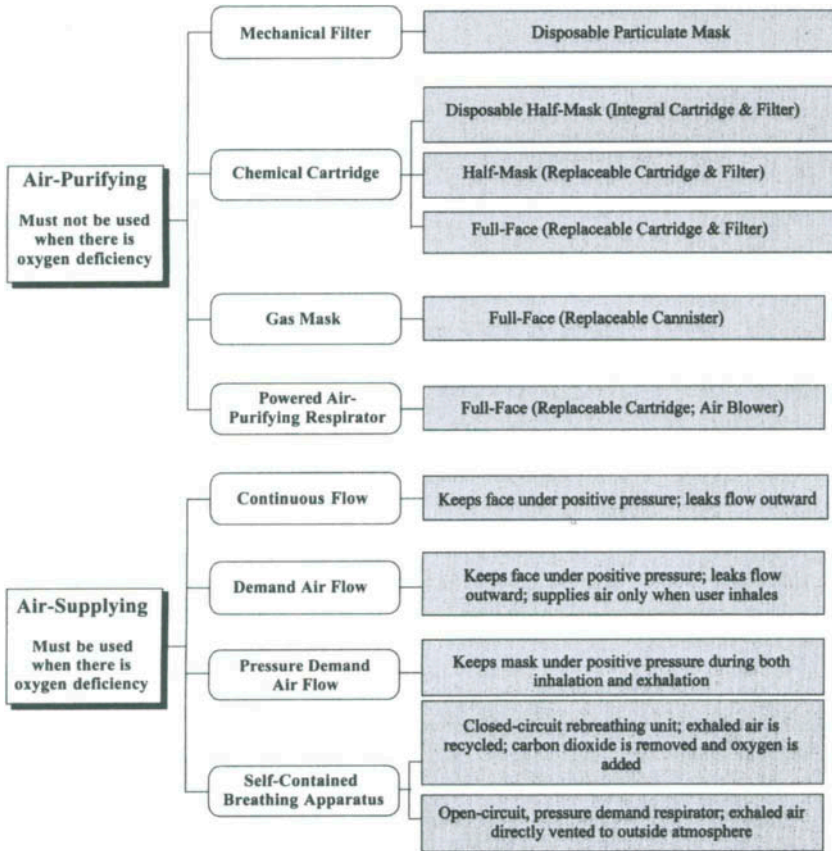 Mechanical Filter
Disposable Particulate Mask
Disposable Half-Mask (Integral Cartridge & Filter)
Air-Purifying
Must not be used
when there is
oxygen deficiency
Chemical Cartridge
Half-Mask (Replaceable Cartridge & Filter)
Full-Face (Replaceable Cartridge & Filter)
Gas Mask
Full-Face (Replaceable Cannister)
Powered Air-
Purifying Respirator
Full-Face (Replaceable Cartridge; Air Blower)
Continuous Flow
Keeps face under positive pressure; leaks flow outward
Air-Supplying
Must be used
when there is
oxygen deficiency
Demand Air Flow
Keeps face under positive pressure; leaks flow
outward; supplies air only when user inhales
Pressure Demand
Air Flow
Keeps mask under positive pressure during both
inhalation and exhalation
Self-Contained
Breathing Apparatus
Closed-circuit rebreathing unit; exhaled air is
recycled; carbon dioxide is removed and oxygen is
added
Open-circuit, pressure demand respirator; exhaled air
directly vented to outside atmosphere